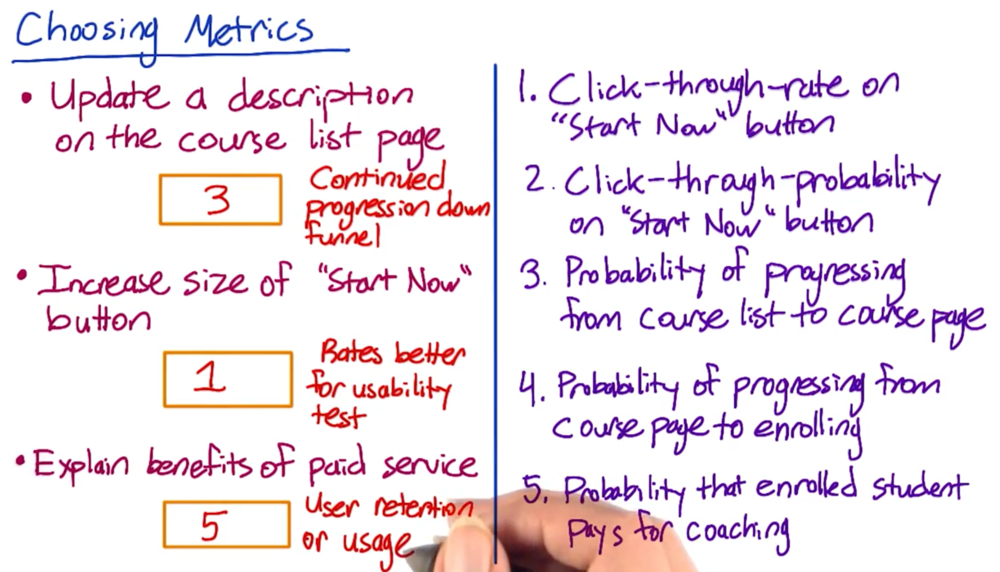 Choosing Metrics
• Update a description
on the course list page
3
Continued
progression down
funnel
• Increase size of "Start Now"
button
1
Rates better
for usability
test
• Explain benefits of paid service
5
User retention
or usage
1. Click-through-rate on
"Start Now" button
2. Click-through-probability
on "Start Now" button
3. Probability of progressing
from course list to course page
4. Probability of progressing from
course page to enrolling
5. Probability that enrolled student
pays for coaching